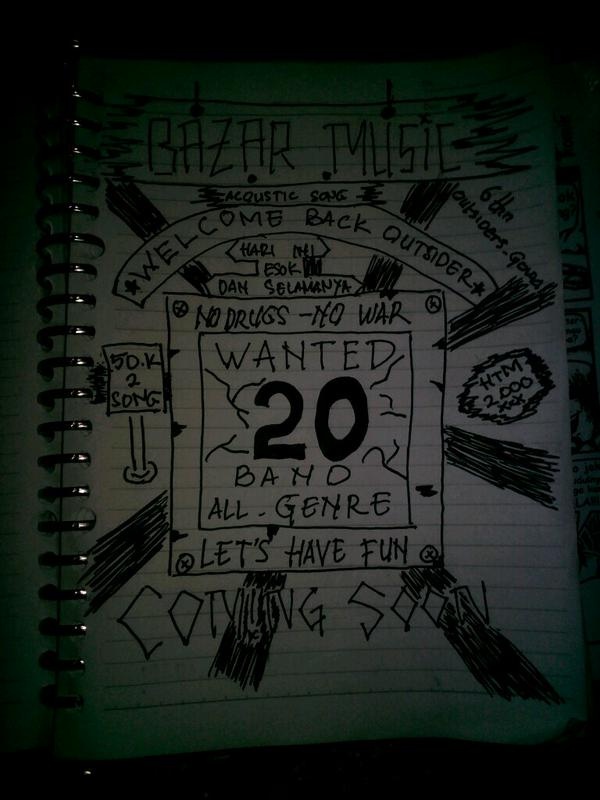 BAZAR MUSiC
ACQUSTIC SONG
WELCOME BACK OUTSIDER
6th
Outsiders
HARI INI
ESOK
DAN SELAMANYA
NO DRUGS - NO WAR
WANTED
20
BAND
ALL - GENRE
LET'S HAVE FUN
50.K
2
SONG
HTM
2.000
xx
COMING SOON